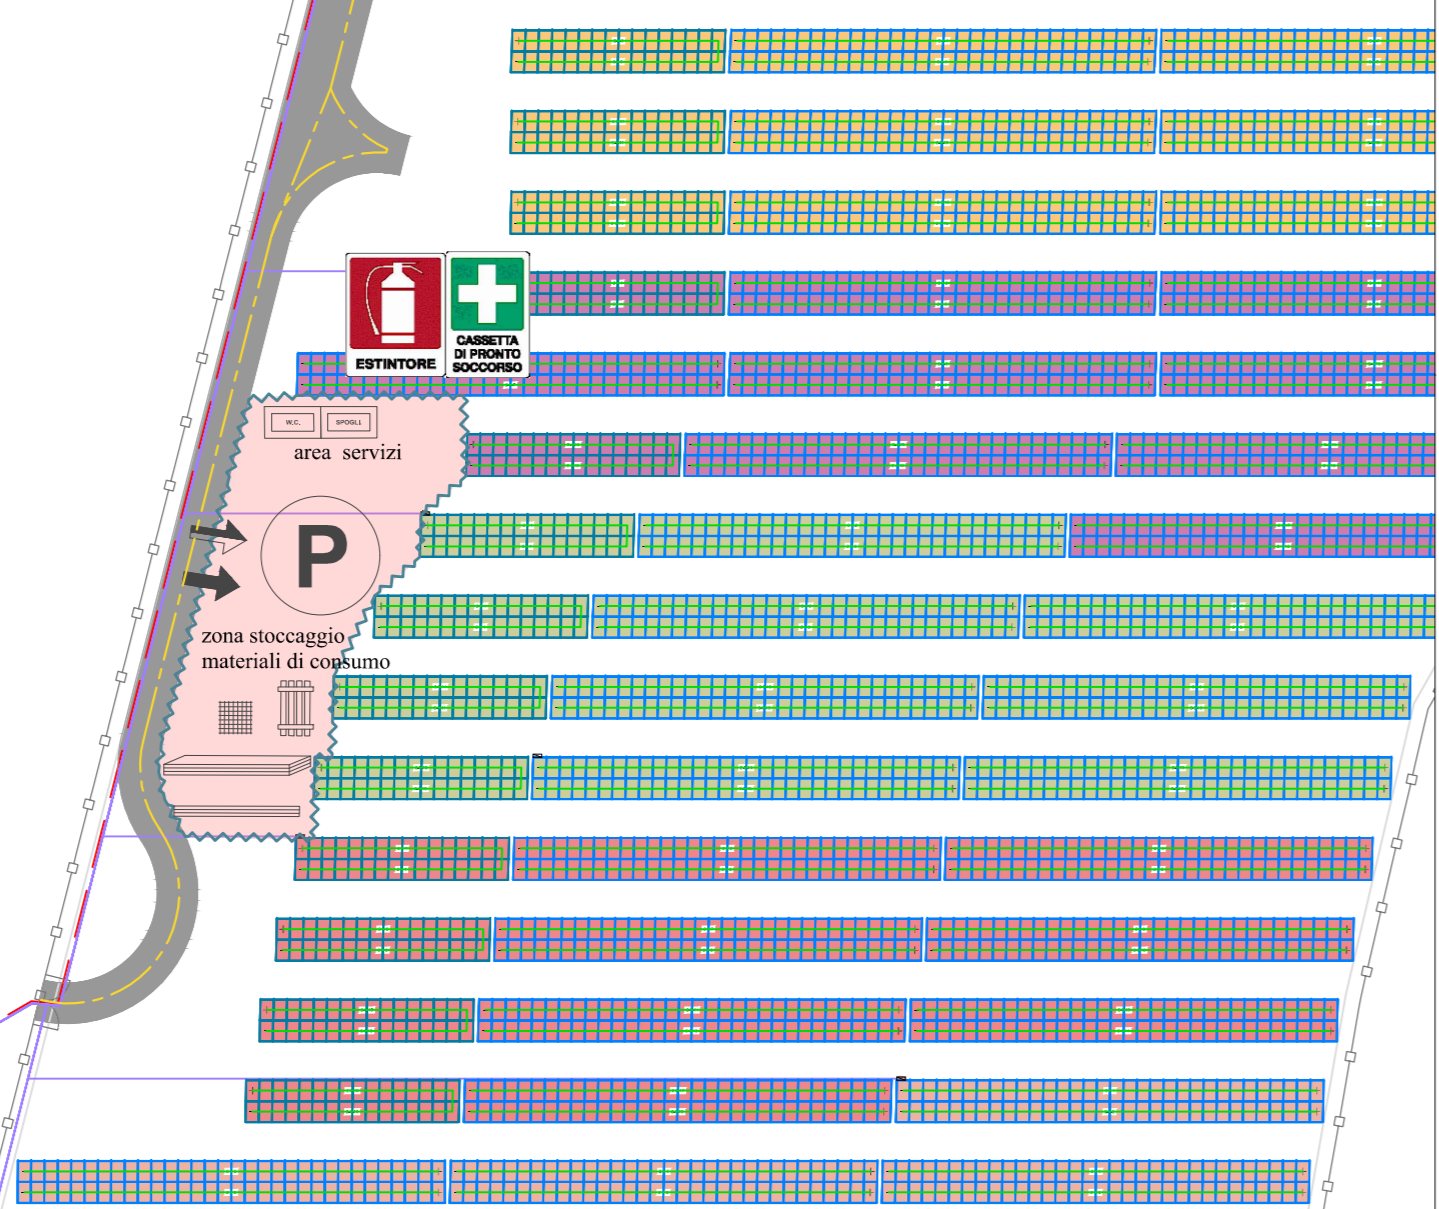 ESTINTORE
CASSETTA
DI PRONTO
SOCCORSO
W.C.
SPOGLI.
area servizi
P
zona stoccaggio
materiali di consumo